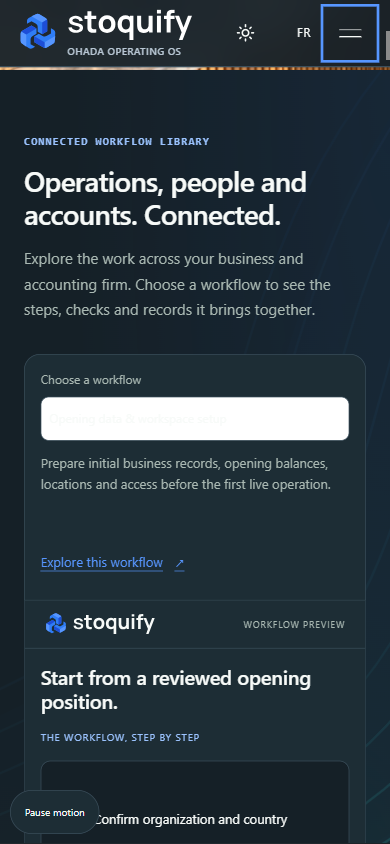 stoquify
OHADA OPERATING OS
FR
CONNECTED WORKFLOW LIBRARY
Operations, people and
accounts. Connected.
Explore the work across your business and
accounting firm. Choose a workflow to see the
steps, checks and records it brings together.
Choose a workflow
Opening data & workspace setup
Prepare initial business records, opening balances,
locations and access before the first live operation.
Explore this workflow ↗
stoquify
WORKFLOW PREVIEW
Start from a reviewed opening
position.
THE WORKFLOW, STEP BY STEP
Confirm organization and country
Pause motion